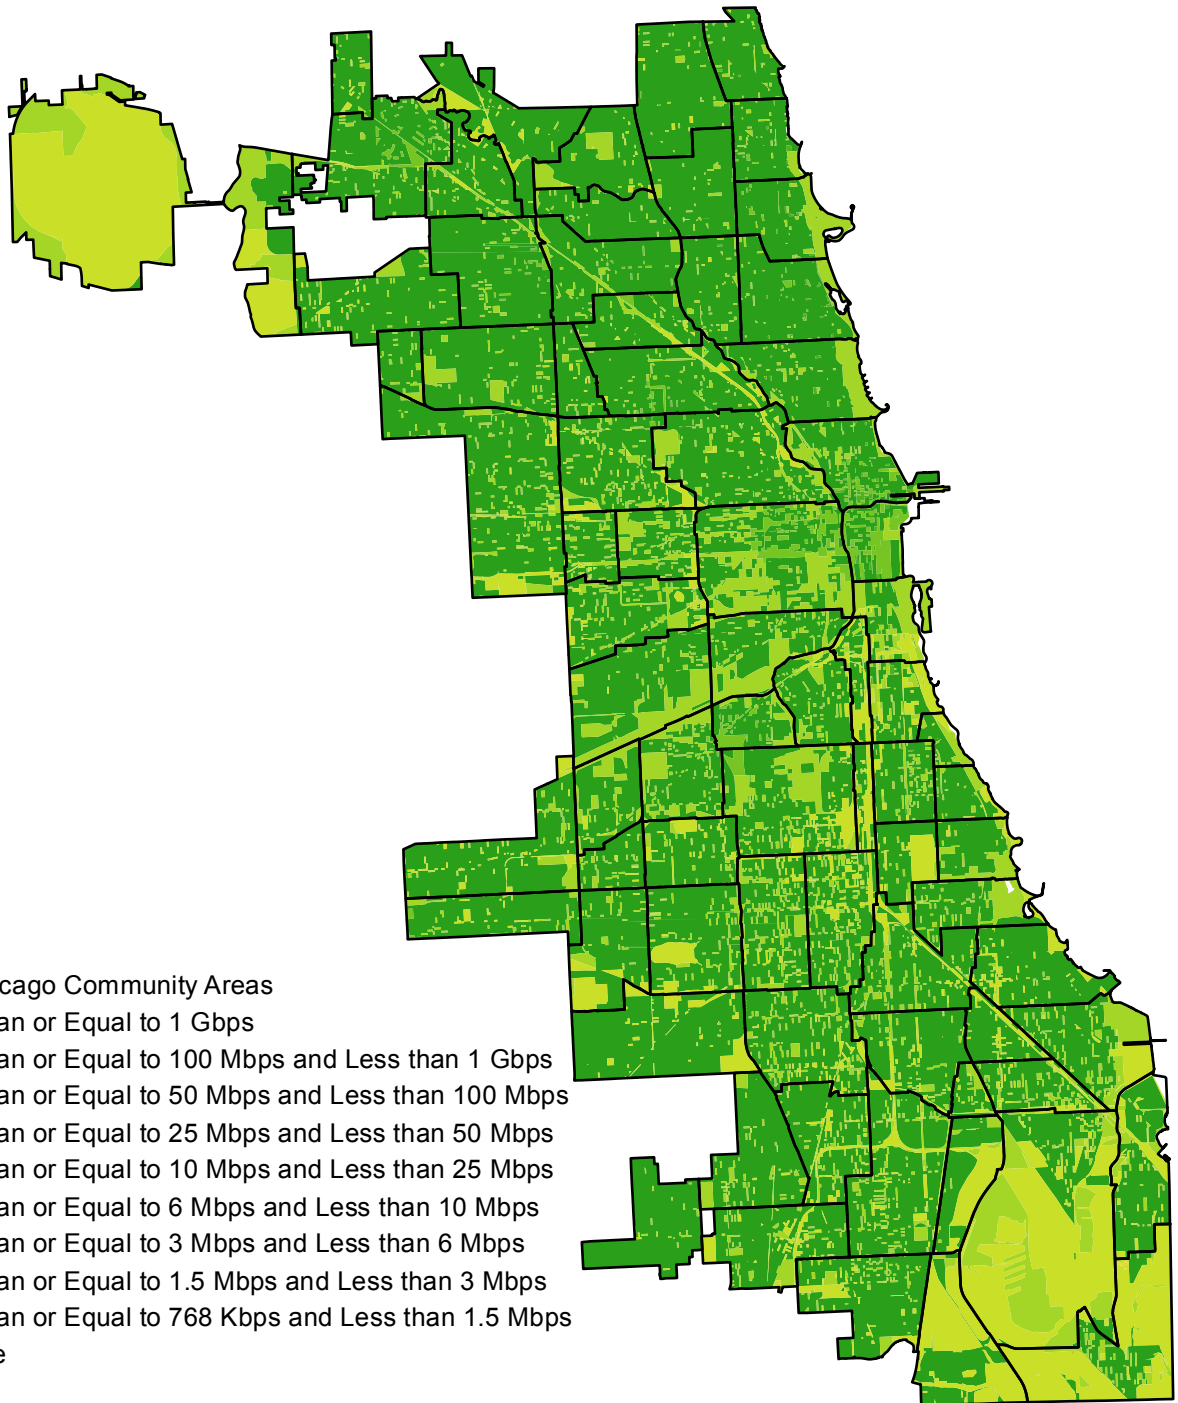 cago Community Areas
an or Equal to 1 Gbps
an or Equal to 100 Mbps and Less than 1 Gbps
an or Equal to 50 Mbps and Less than 100 Mbps
an or Equal to 25 Mbps and Less than 50 Mbps
an or Equal to 10 Mbps and Less than 25 Mbps
an or Equal to 6 Mbps and Less than 10 Mbps
an or Equal to 3 Mbps and Less than 6 Mbps
an or Equal to 1.5 Mbps and Less than 3 Mbps
an or Equal to 768 Kbps and Less than 1.5 Mbps
e